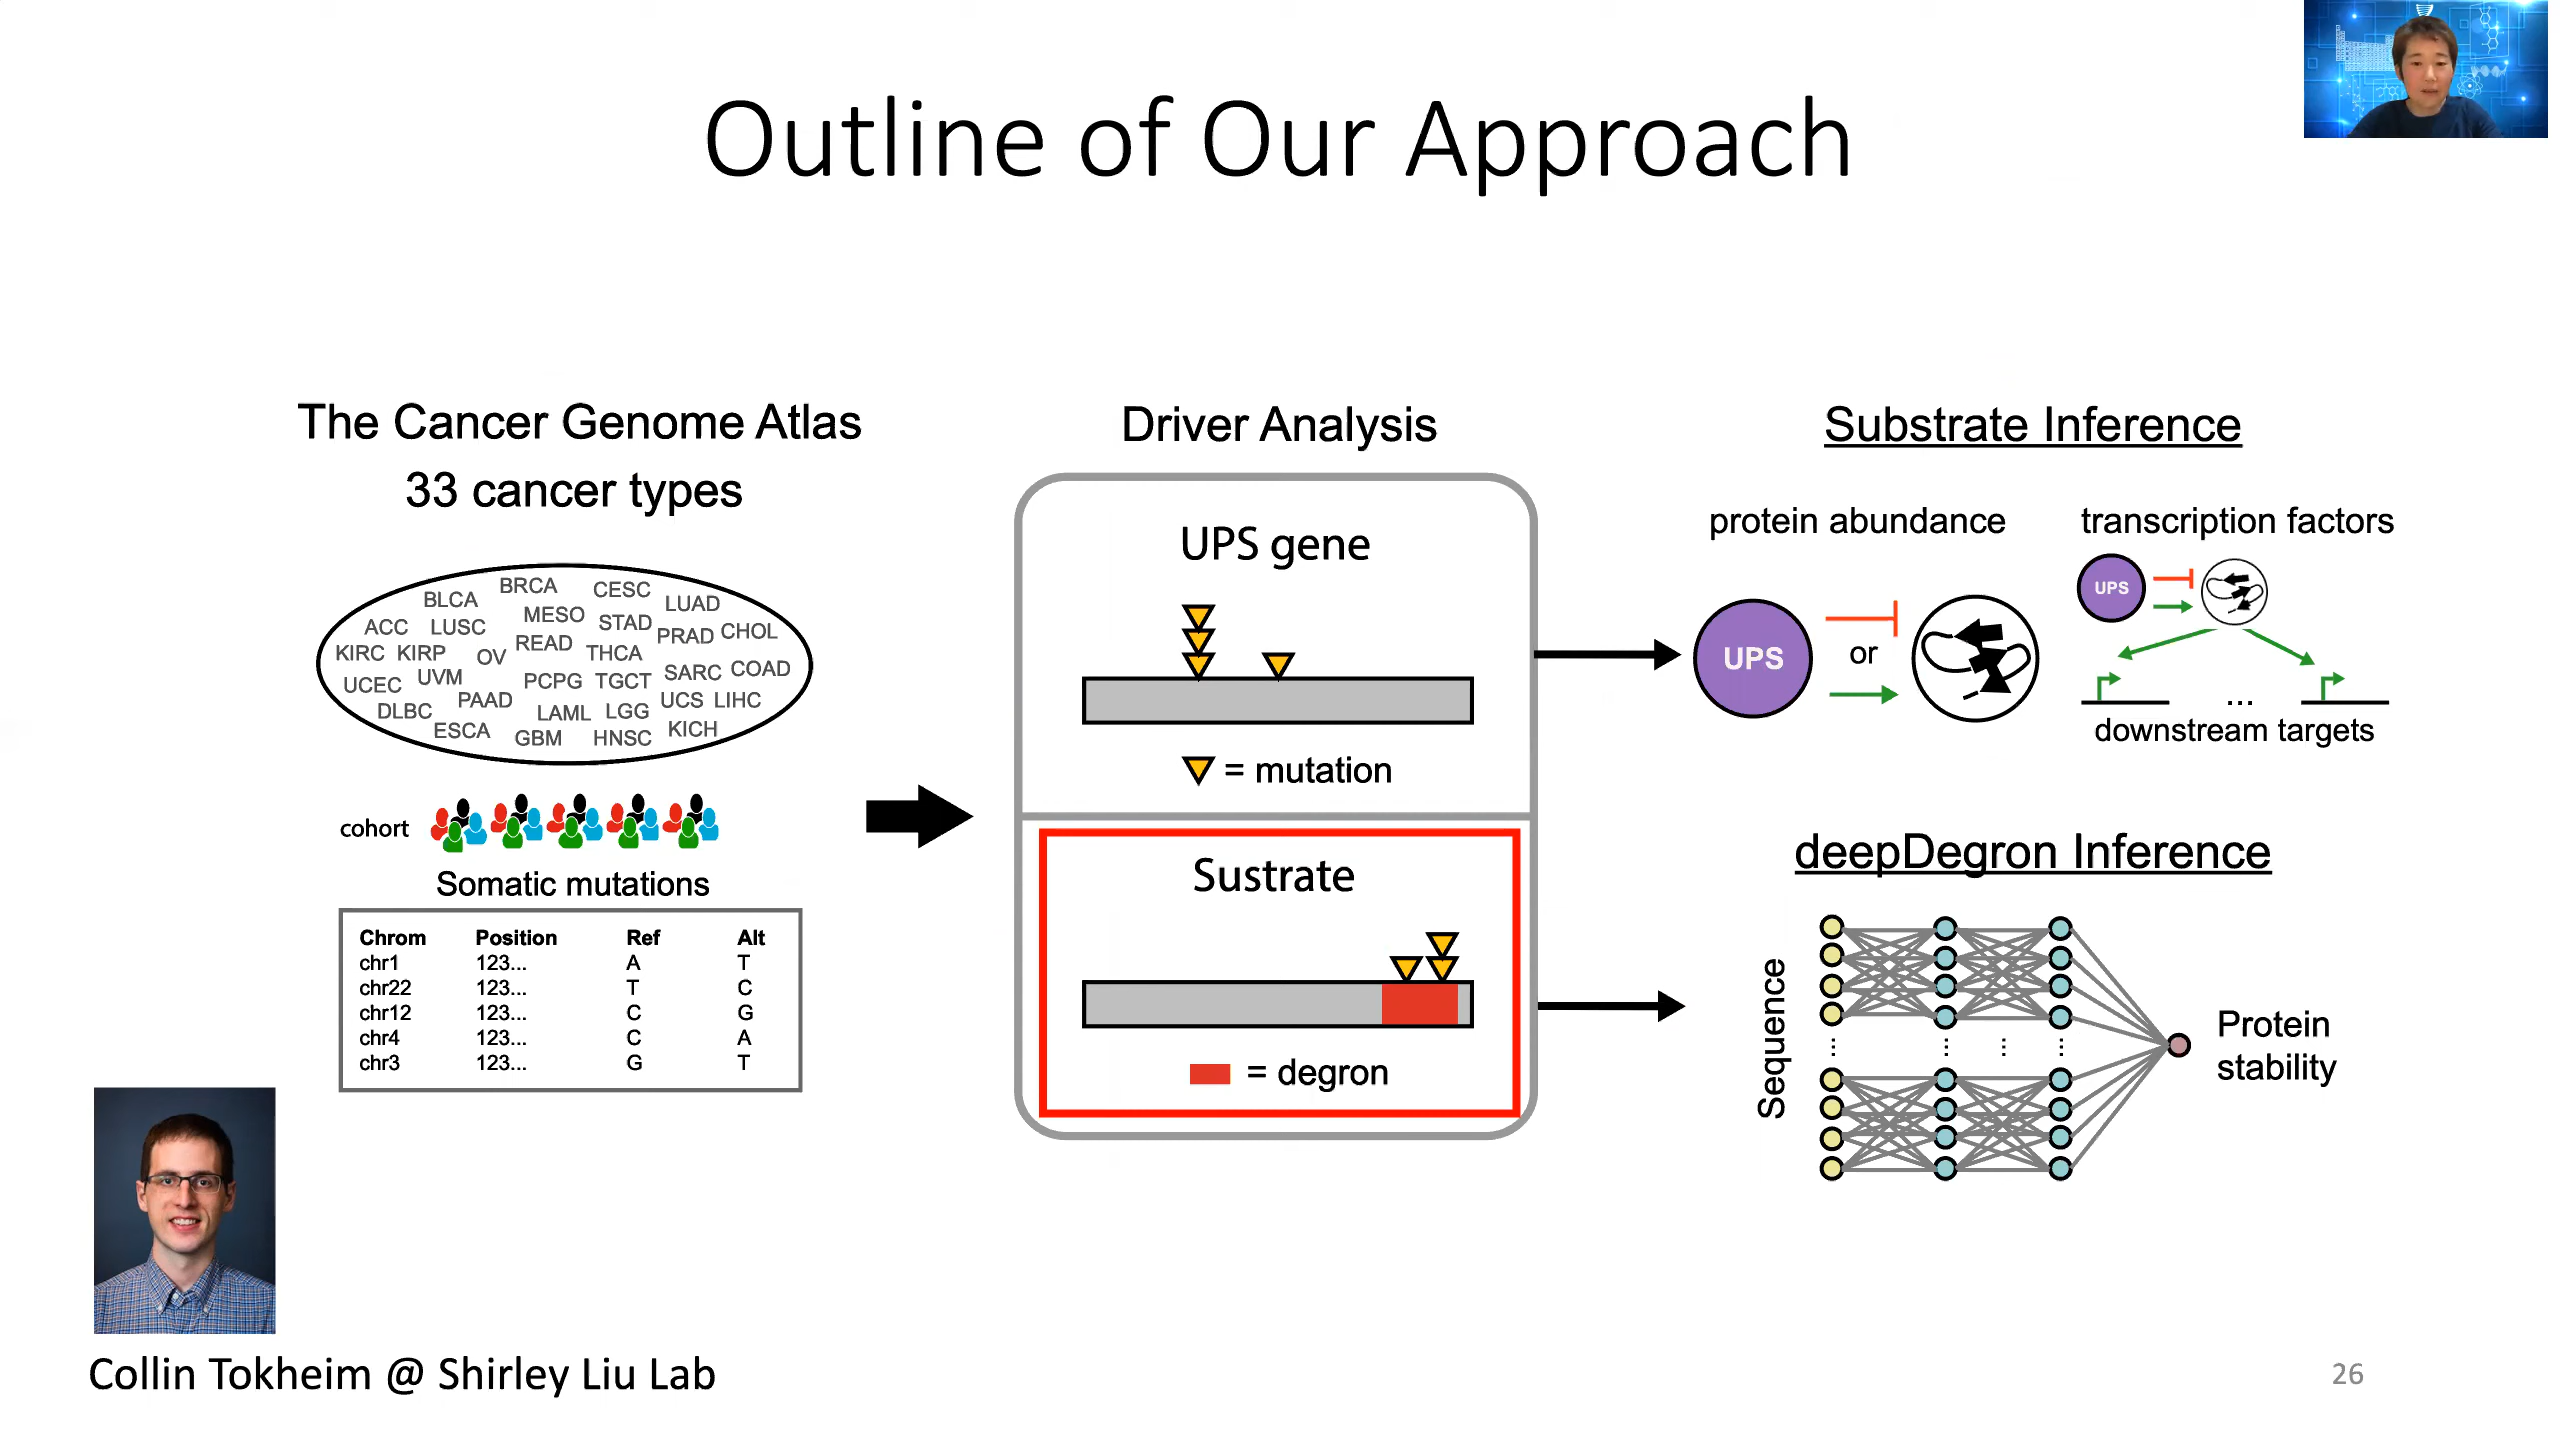 Outline of Our Approach
The Cancer Genome Atlas
33 cancer types
BRCA CESC
BLCA LUAD
MESO STAD
ACC LUSC PRAD CHOL
READ
KIRC KIRP OV THCA
SARC COAD
UCEC UVM PCPG TGCT
PAAD UCS LIHC
DLBC LAML LGG
ESCA KICH
GBM HNSC
cohort
Somatic mutations
Chrom Position Ref Alt
chr1 123... A T
chr22 123... T C
chr12 123... C G
chr4 123... C A
chr3 123... G T
Driver Analysis
UPS gene
= mutation
Sustrate
= degron
Substrate Inference
protein abundance
UPS
or
transcription factors
UPS
...
downstream targets
deepDegron Inference
Sequence
Protein
stability
Collin Tokheim @ Shirley Liu Lab
26